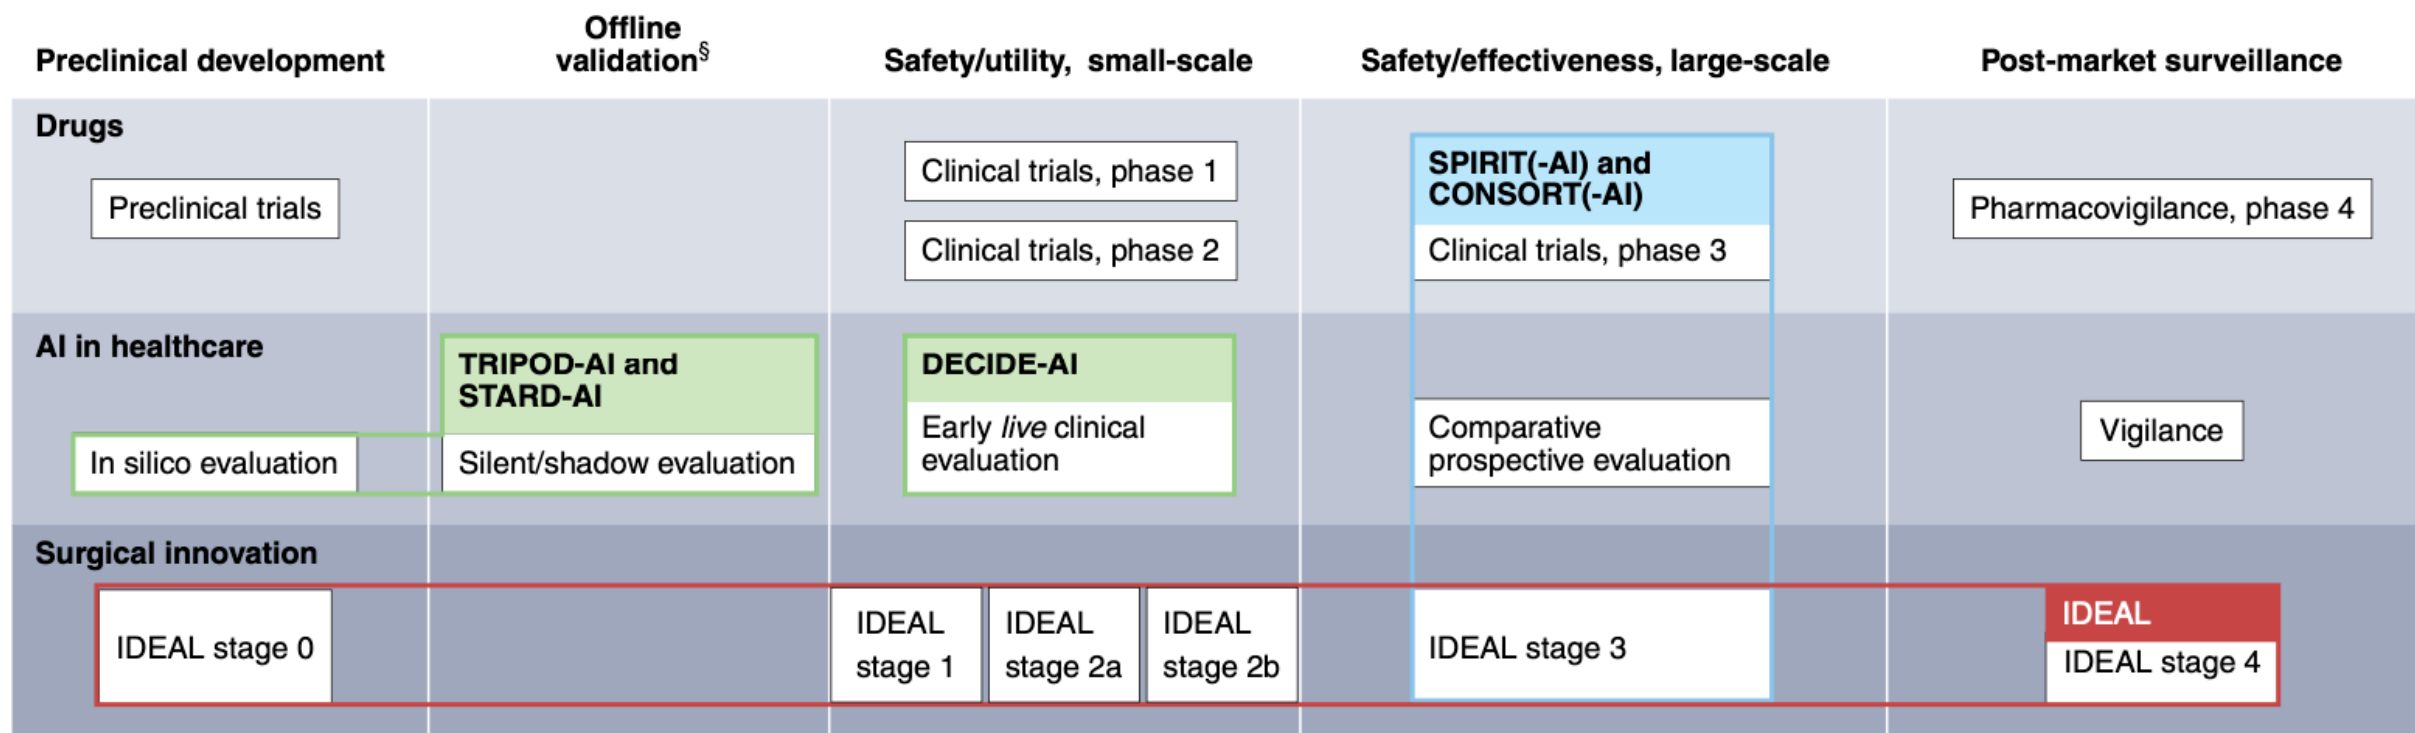 Preclinical development
Offline
validation§
Safety/utility, small-scale
Safety/effectiveness, large-scale
Post-market surveillance
Drugs
Preclinical trials
Clinical trials, phase 1
Clinical trials, phase 2
SPIRIT(-AI) and
CONSORT(-AI)
Clinical trials, phase 3
Pharmacovigilance, phase 4
AI in healthcare
In silico evaluation
TRIPOD-AI and
STARD-AI
Silent/shadow evaluation
DECIDE-AI
Early live clinical
evaluation
Comparative
prospective evaluation
Vigilance
Surgical innovation
IDEAL stage 0
IDEAL
stage 1
IDEAL
stage 2a
IDEAL
stage 2b
IDEAL stage 3
IDEAL
IDEAL stage 4